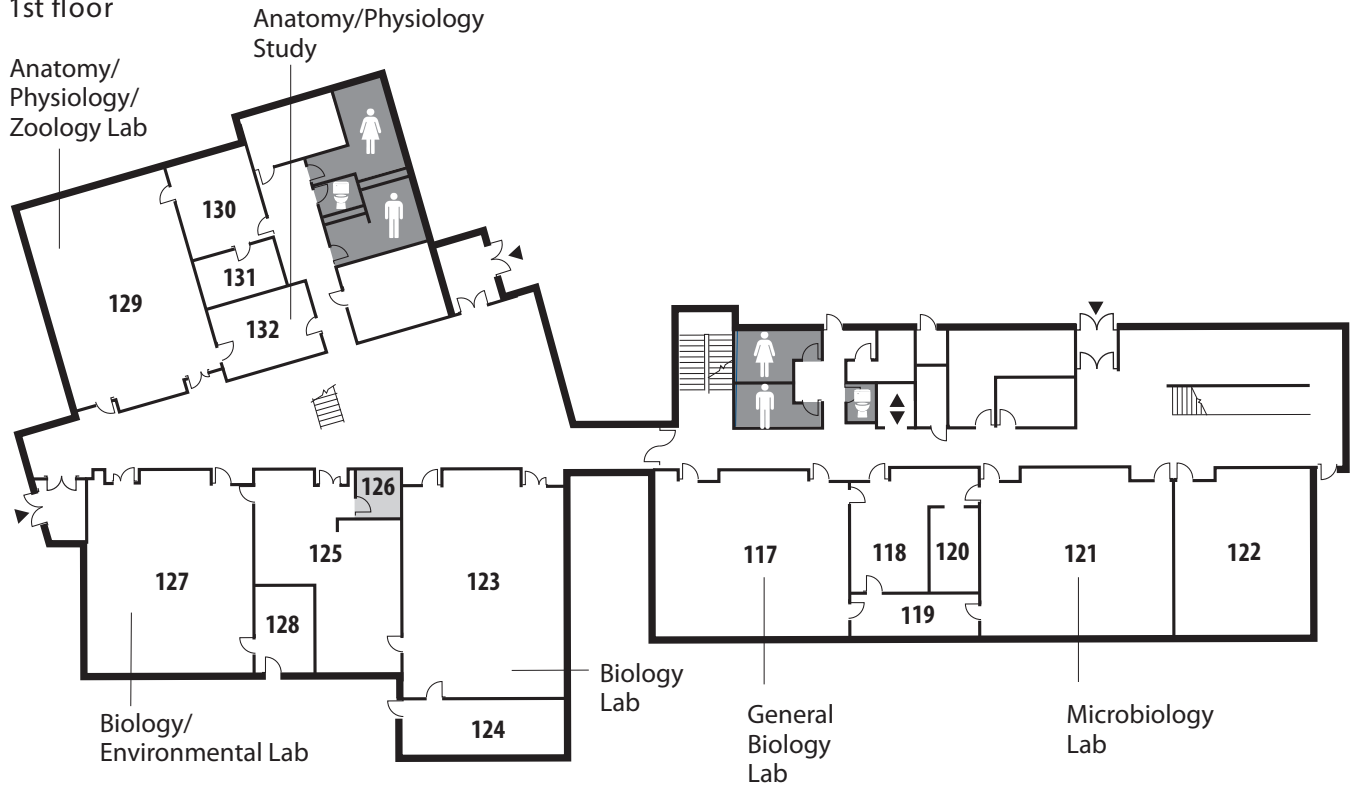 1st floor
Anatomy/Physiology
Study
Anatomy/
Physiology/
Zoology Lab
130
131
129
132
126
125
127
128
123
124
117
118
120
119
121
122
Biology/
Environmental Lab
Biology
Lab
General
Biology
Lab
Microbiology
Lab